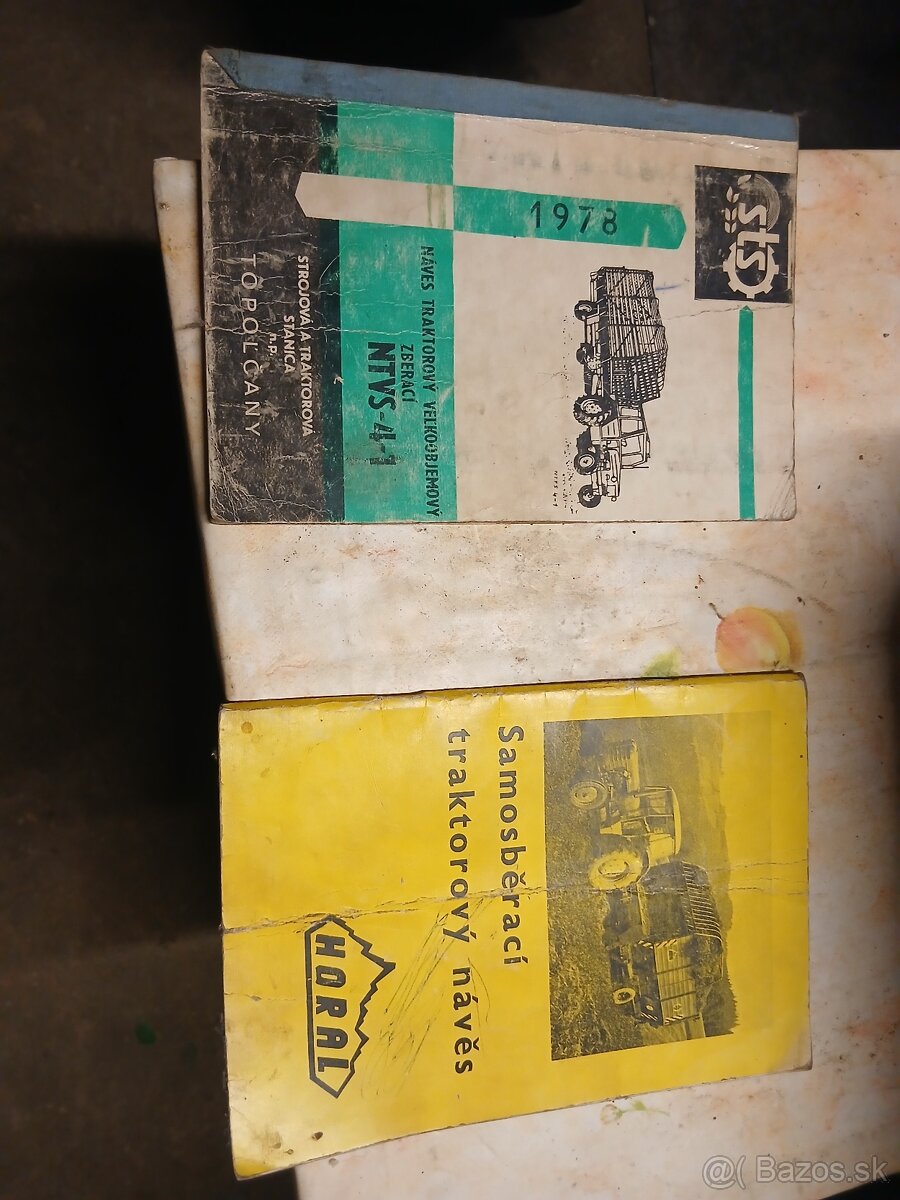 sts
1978
NÁVES TRAKTOROVÝ VEĽKOOBJEMOVÝ
ZBERACÍ
NTVS-4-1
STROJOVÁ A TRAKTOROVÁ
STANICA
n.p.
TOPOĽČANY
Samosběrací
traktorový návěs
HORAL
@( Bazos.sk